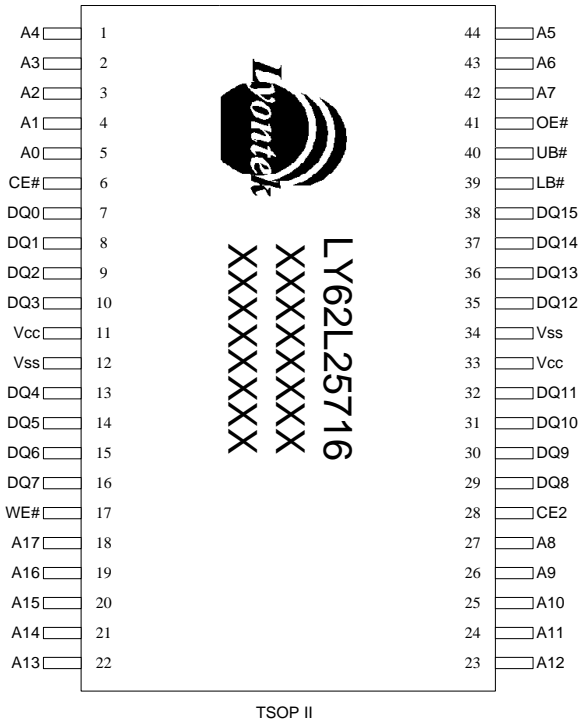 A4 1 44 A5
A3 2 43 A6
A2 3 42 A7
A1 4 41 OE#
A0 5 40 UB#
CE# 6 39 LB#
DQ0 7 38 DQ15
DQ1 8 37 DQ14
DQ2 9 36 DQ13
DQ3 10 35 DQ12
Vcc 11 34 Vss
Vss 12 33 Vcc
DQ4 13 32 DQ11
DQ5 14 31 DQ10
DQ6 15 30 DQ9
DQ7 16 29 DQ8
WE# 17 28 CE2
A17 18 27 A8
A16 19 26 A9
A15 20 25 A10
A14 21 24 A11
A13 22 23 A12
Lyontek
LY62L25716
XXXXXXXX
XXXXXXXX
TSOP II